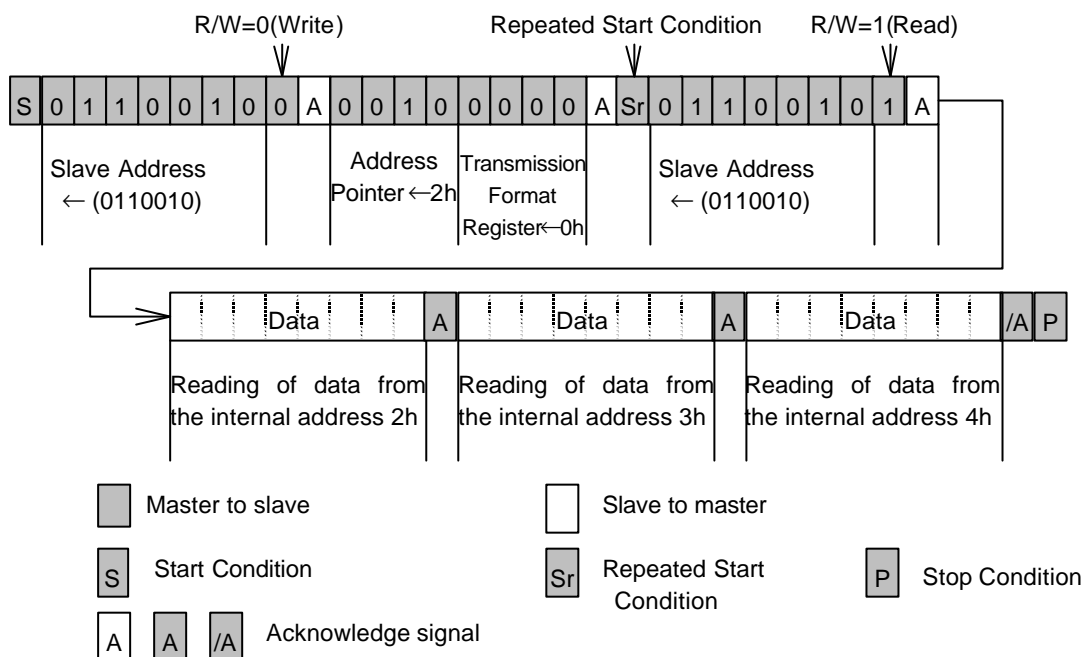 R/W=0(Write) Repeated Start Condition R/W=1(Read)
S 0 1 1 0 0 1 0 0 A 0 0 1 0 0 0 0 0 A Sr 0 1 1 0 0 1 0 1 A
Slave Address
← (0110010)
Address
Pointer←2h
Transmission
Format
Register←0h
Slave Address
← (0110010)
Data A Data A Data /A P
Reading of data from
the internal address 2h
Reading of data from
the internal address 3h
Reading of data from
the internal address 4h
Master to slave
Slave to master
S Start Condition
Sr Repeated Start
Condition
P Stop Condition
A A /A Acknowledge signal